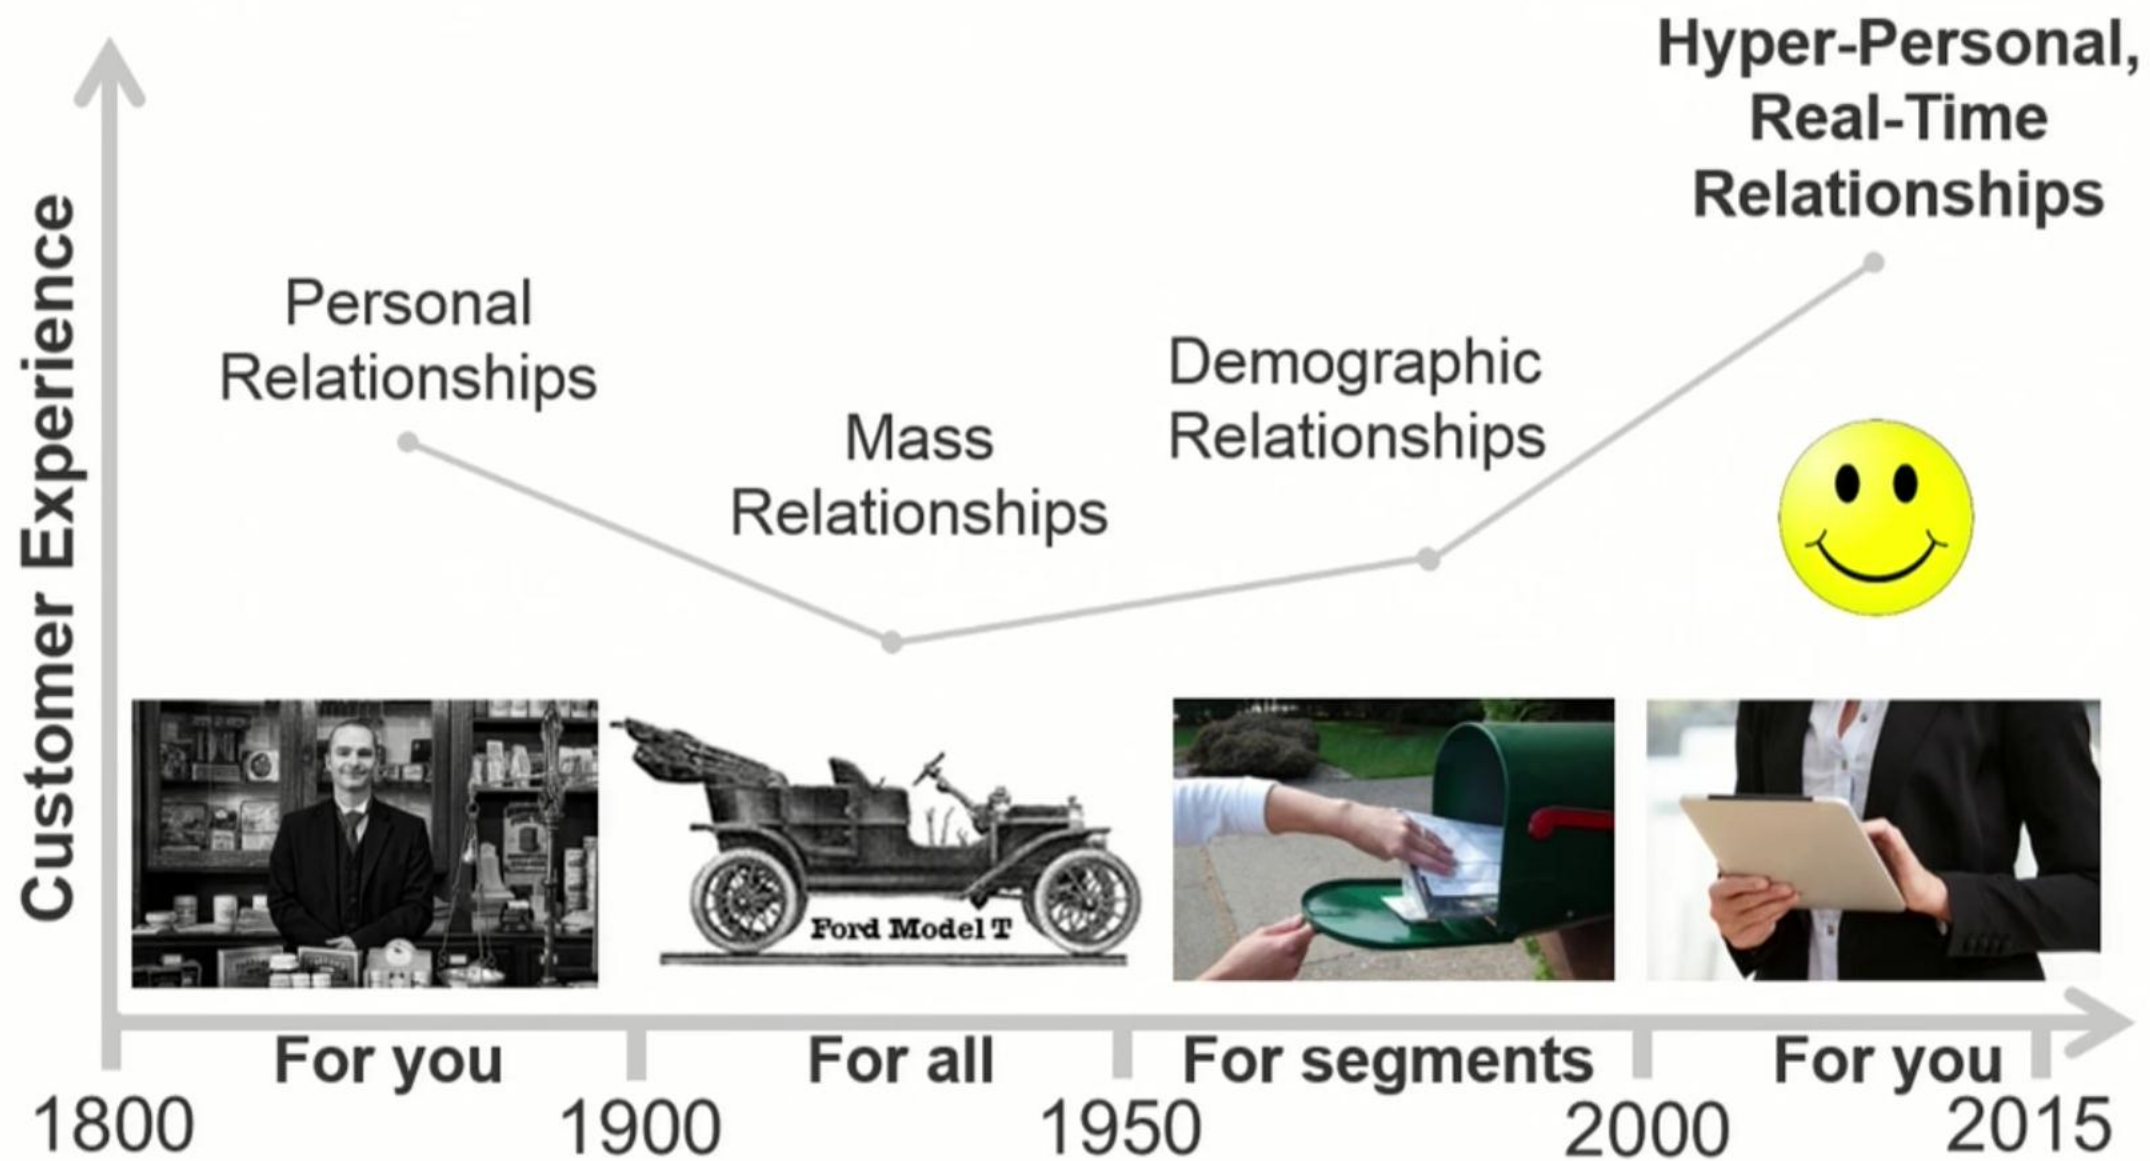 Hyper-Personal,
Real-Time
Relationships
Personal
Relationships
Demographic
Relationships
Mass
Relationships
Customer Experience
Ford Model T
For you
For all
For segments
For you
1800
1900
1950
2000
2015